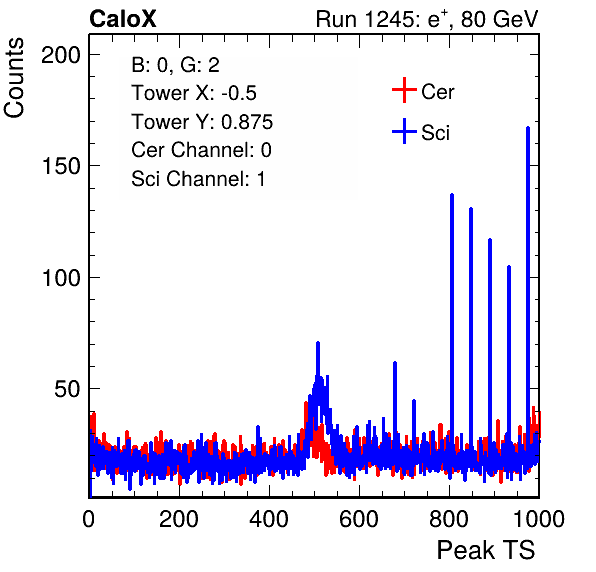 CaloX
Run 1245: e+, 80 GeV
Counts
200
150
100
50
B: 0, G: 2
Tower X: -0.5
Tower Y: 0.875
Cer Channel: 0
Sci Channel: 1
Cer
Sci
0 200 400 600 800 1000
Peak TS